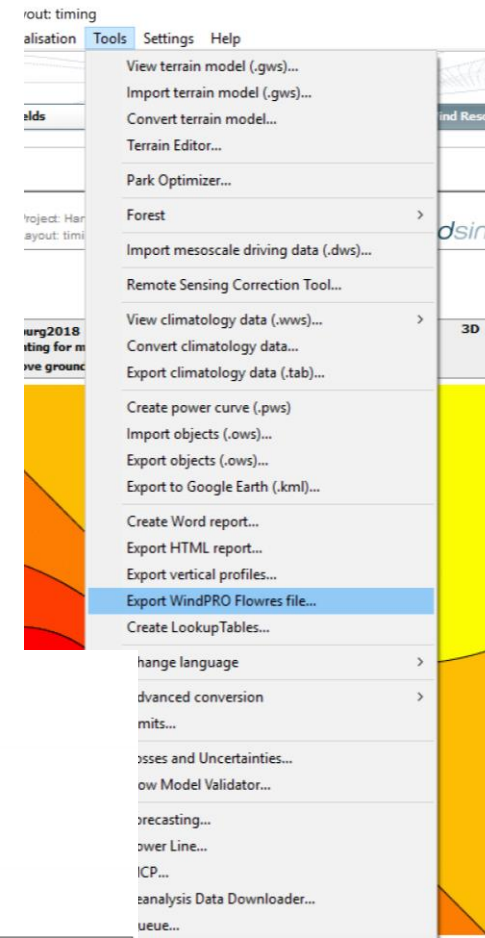 yout: timing
alisation Tools Settings Help
View terrain model (.gws)...
Import terrain model (.gws)...
elds
Convert terrain model...
ind Reso
Terrain Editor...
Park Optimizer...
Project: Har
Forest
ayout: timi
dsin
Import mesoscale driving data (.dws)...
Remote Sensing Correction Tool...
urg2018
View climatology data (.wws)...
3D
ting for m
Convert climatology data...
ove ground
Export climatology data (.tab)...
Create power curve (.pws)
Import objects (.ows)...
Export objects (.ows)...
Export to Google Earth (.kml)...
Create Word report...
Export HTML report...
Export vertical profiles...
Export WindPRO Flowres file...
Create LookupTables...
hange language
dvanced conversion
mits...
osses and Uncertainties...
ow Model Validator...
orecasting...
ower Line...
CP...
eanalysis Data Downloader...
ueue...